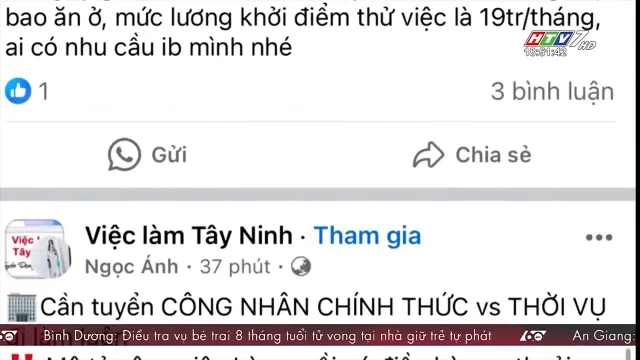 bao ăn ở, mức lương khởi điểm thử việc là 19tr/tháng,
ai có nhu cầu ib mình nhé
HTV7 HD
18:51:42
1
3 bình luận
Gửi
Chia sẻ
Việc làm Tây Ninh · Tham gia
Ngọc Ánh · 37 phút ·
Cần tuyển CÔNG NHÂN CHÍNH THỨC vs THỜI VỤ
Bình Dương: Điều tra vụ bé trai 8 tháng tuổi tử vong tại nhà giữ trẻ tự phát
An Giang: